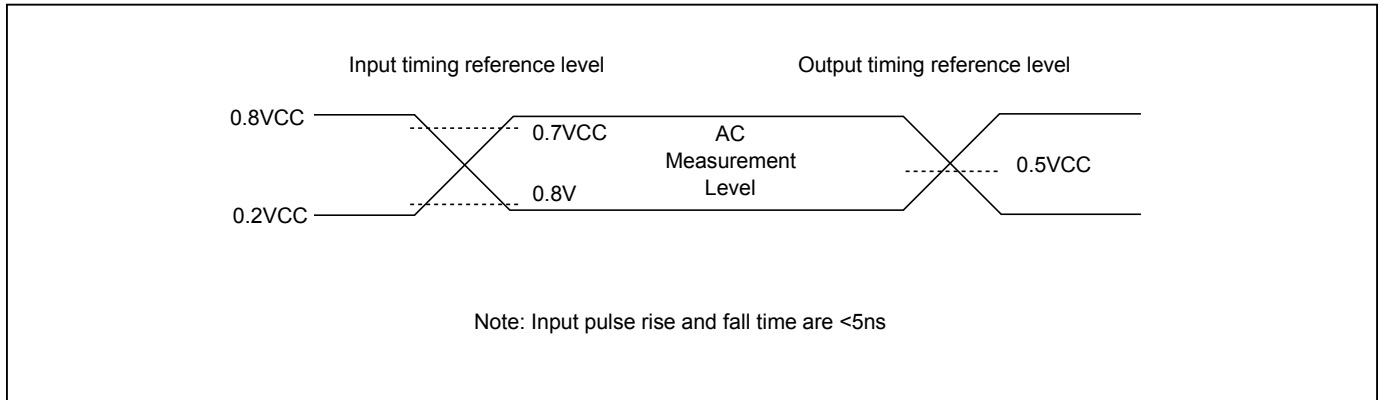 Input timing reference level
Output timing reference level
0.8VCC
0.7VCC
AC
Measurement
Level
0.5VCC
0.8V
0.2VCC
Note: Input pulse rise and fall time are <5ns